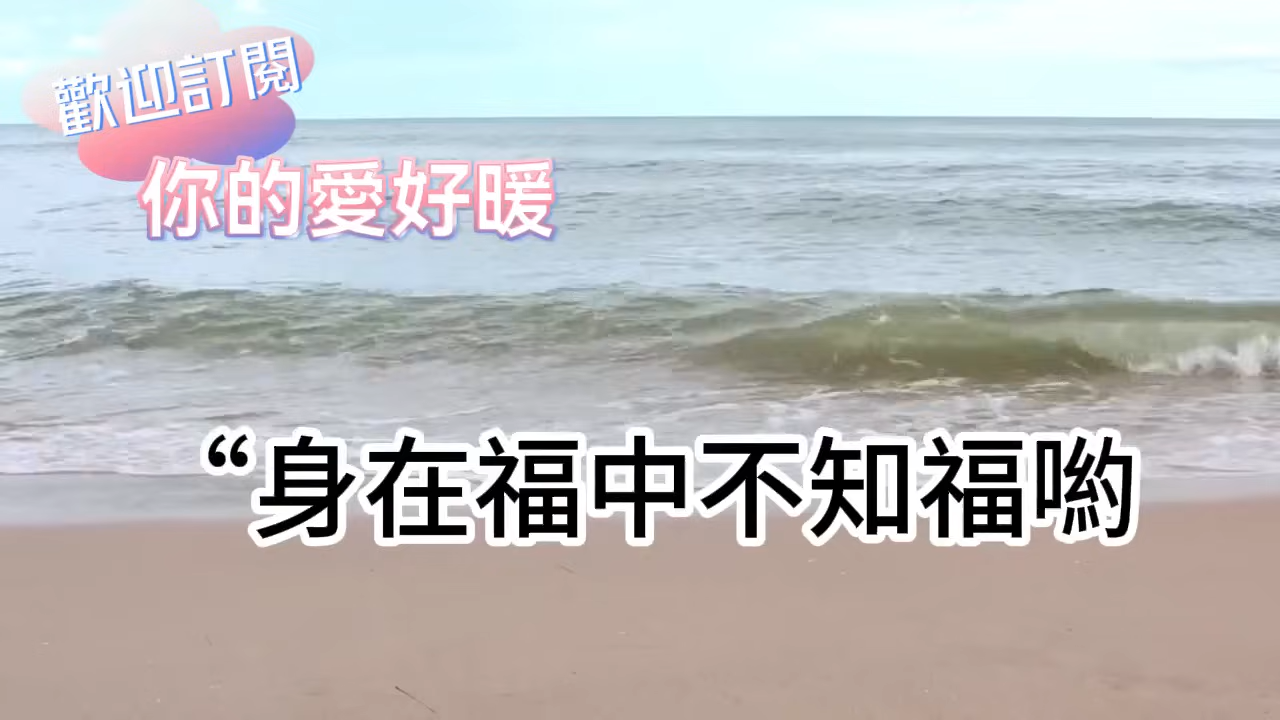 歡迎訂閱
你的愛好暖
“身在福中不知福喲